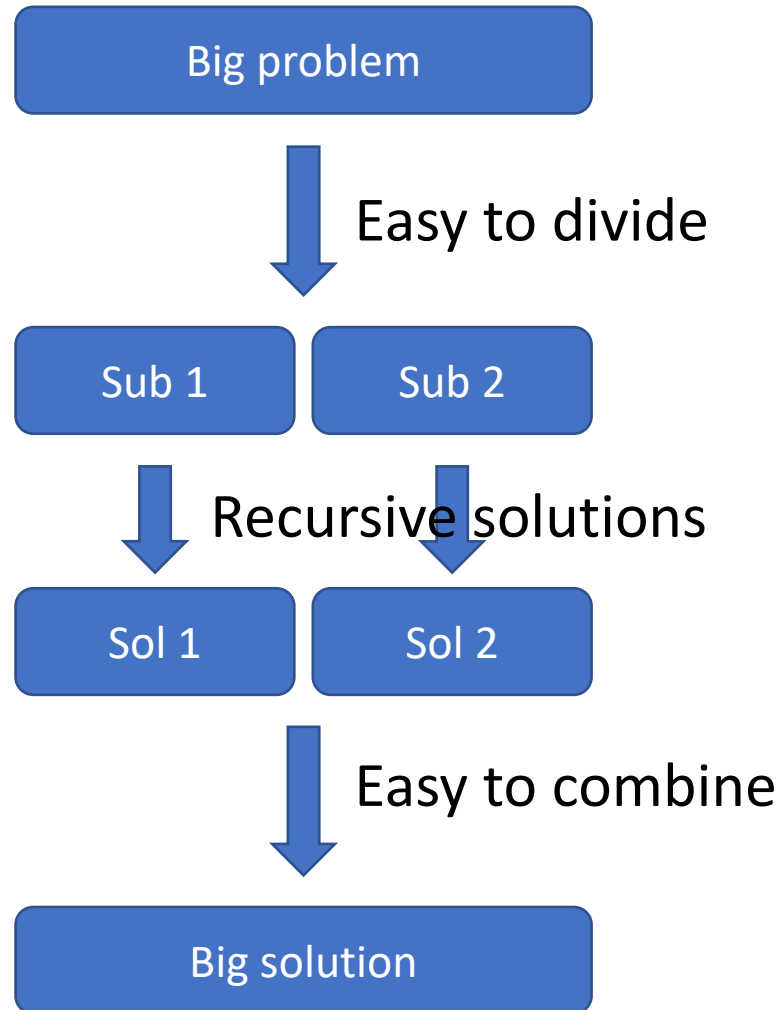 Big problem
Easy to divide
Sub 1
Sub 2
Recursive solutions
Sol 1
Sol 2
Easy to combine
Big solution